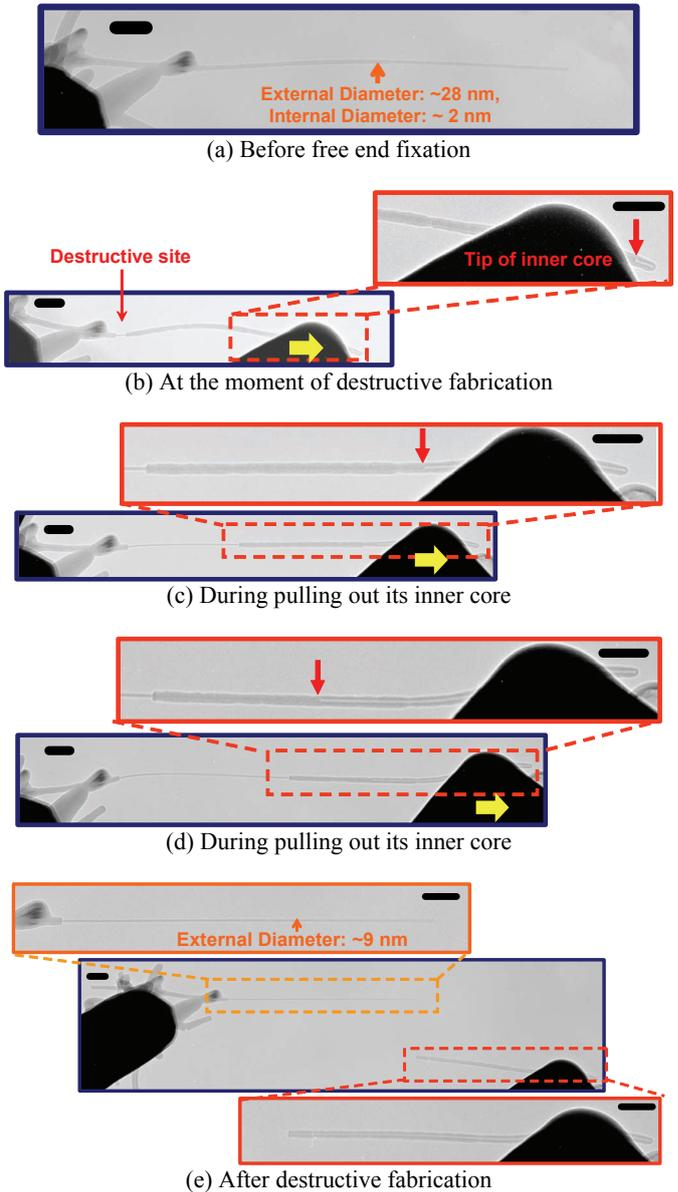 External Diameter: ~28 nm,
Internal Diameter: ~ 2 nm
(a) Before free end fixation
Destructive site
Tip of inner core
(b) At the moment of destructive fabrication
(c) During pulling out its inner core
(d) During pulling out its inner core
External Diameter: ~9 nm
(e) After destructive fabrication